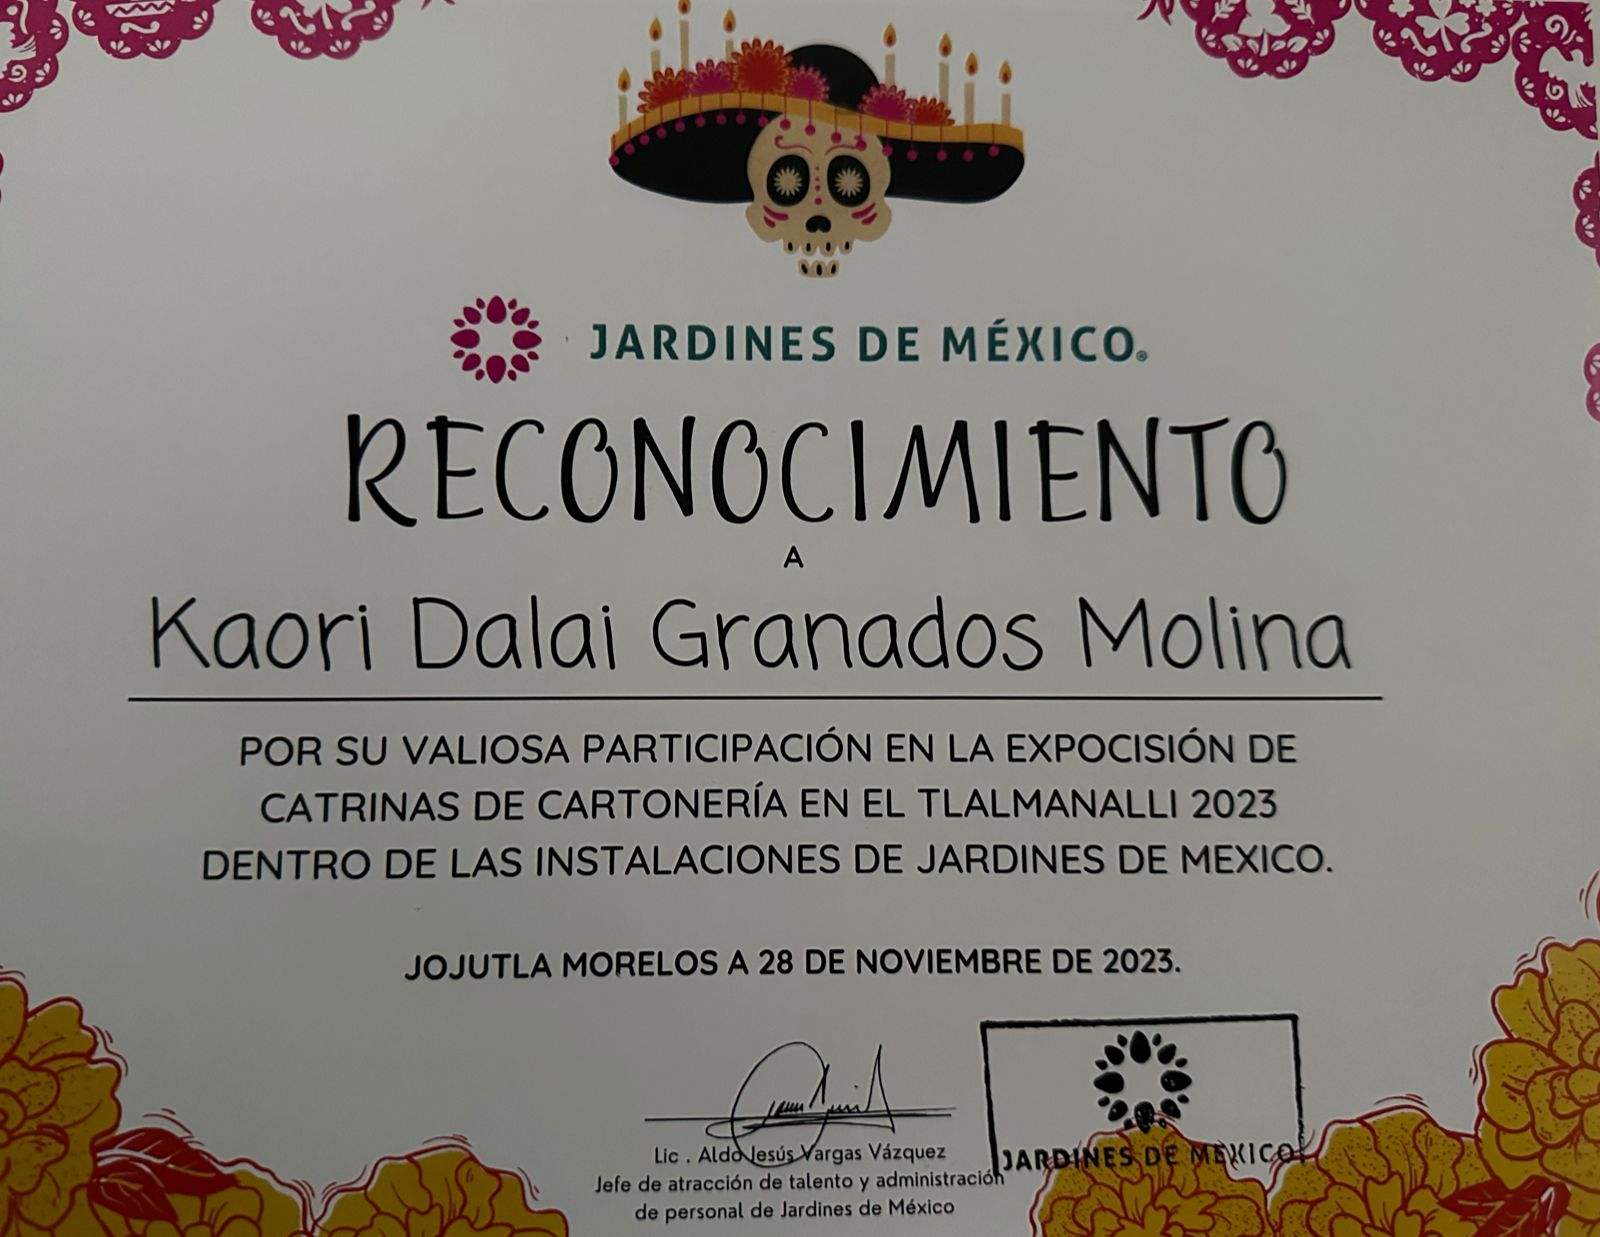 JARDINES DE MÉXICO®
RECONOCIMIENTO
A
Kaori Dalai Granados Molina
POR SU VALIOSA PARTICIPACIÓN EN LA EXPOCISIÓN DE
CATRINAS DE CARTONERÍA EN EL TLALMANALLI 2023
DENTRO DE LAS INSTALACIONES DE JARDINES DE MEXICO.
JOJUTLA MORELOS A 28 DE NOVIEMBRE DE 2023.
Lic . Aldo Jesús Vargas Vázquez
Jefe de atracción de talento y administración
de personal de Jardines de México
JARDINES DE MÉXICO